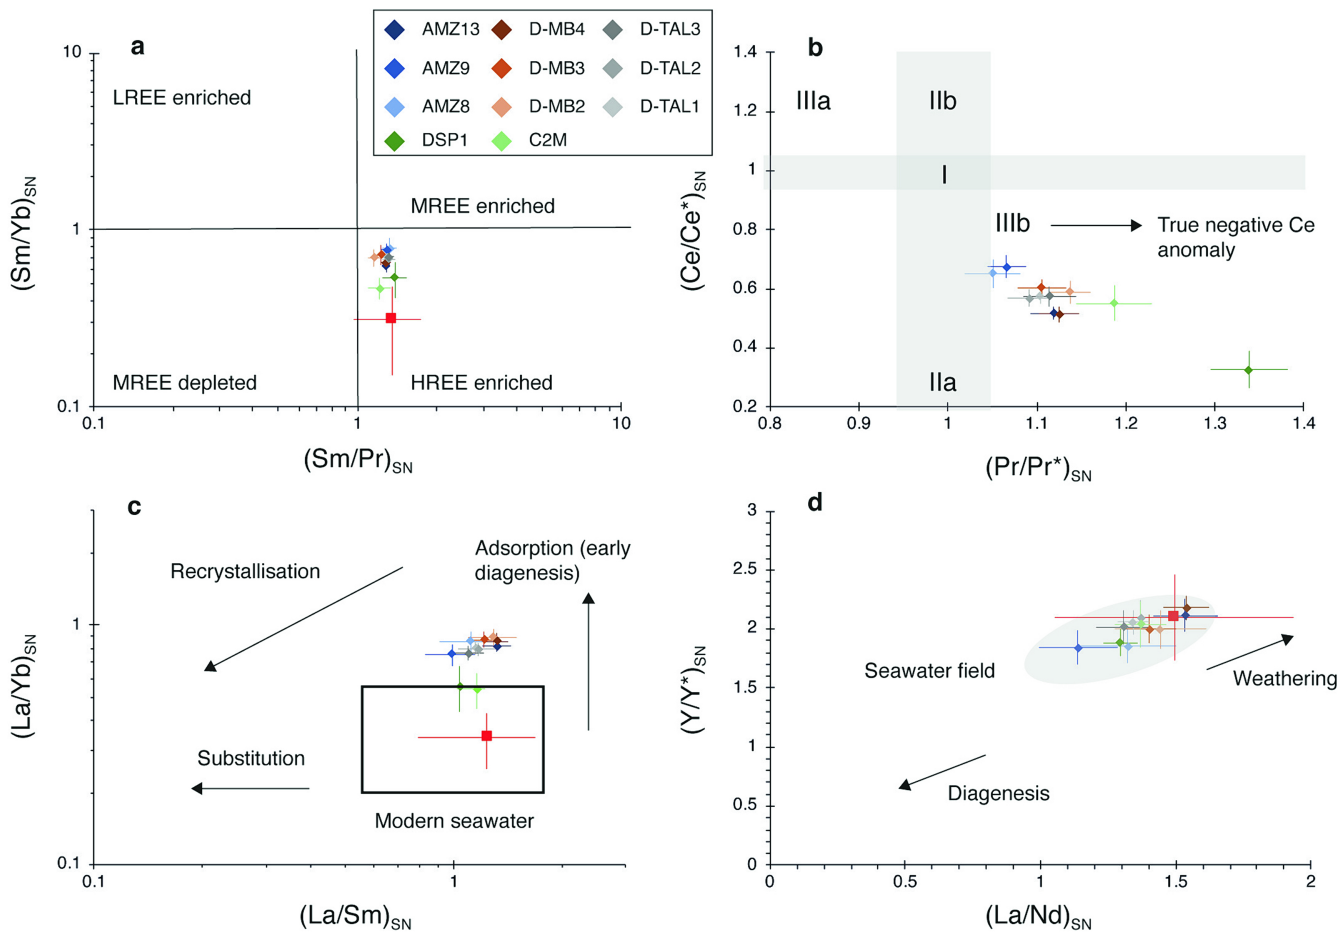 a
AMZ13
D-MB4
D-TAL3
AMZ9
D-MB3
D-TAL2
AMZ8
D-MB2
D-TAL1
DSP1
C2M
10
LREE enriched
MREE enriched
1
MREE depleted
HREE enriched
0.1
0.1
1
10
(Sm/Yb)SN
(Sm/Pr)SN
b
1.4
1.2
1
0.8
0.6
0.4
0.2
IIIa
IIb
I
IIIb
True negative Ce
anomaly
IIa
0.8
0.9
1
1.1
1.2
1.3
1.4
(Ce/Ce*)SN
(Pr/Pr*)SN
c
Adsorption (early
diagenesis)
Recrystallisation
1
Substitution
Modern seawater
0.1
0.1
1
(La/Yb)SN
(La/Sm)SN
d
3
2.5
2
1.5
1
0.5
0
Seawater field
Weathering
Diagenesis
0
0.5
1
1.5
2
(Y/Y*)SN
(La/Nd)SN